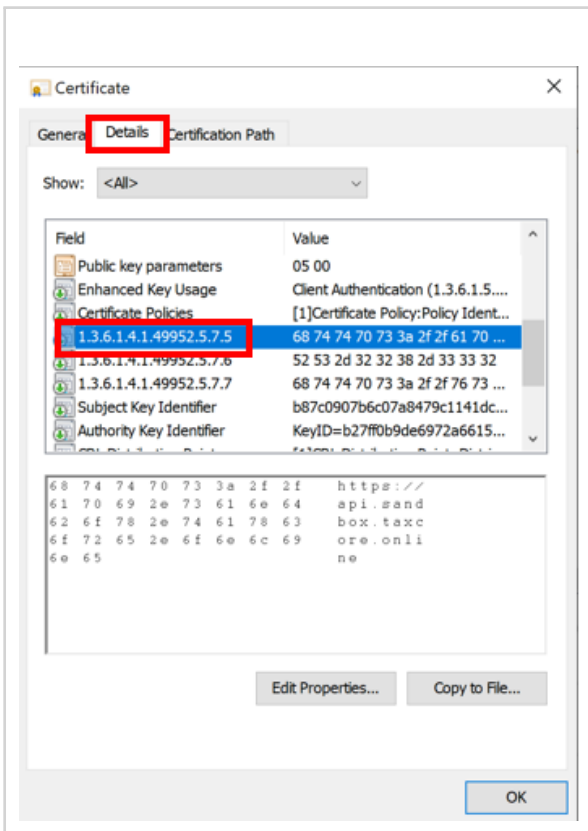 Certificate
General Details Certification Path
Show: <All>
Field Value
Public key parameters 05 00
Enhanced Key Usage Client Authentication (1.3.6.1.5....
Certificate Policies [1]Certificate Policy:Policy Ident...
1.3.6.1.4.1.49952.5.7.5 68 74 74 70 73 3a 2f 2f 61 70 ...
1.3.6.1.4.1.49952.5.7.6 52 53 2d 32 32 38 2d 33 33 32
1.3.6.1.4.1.49952.5.7.7 68 74 74 70 73 3a 2f 2f 76 73 ...
Subject Key Identifier b87c0907b6c07a8479c1141dc...
Authority Key Identifier KeyID=b27ff0b9de6972a6615...
68 74 74 70 73 3a 2f 2f https://
61 70 69 2e 73 61 6e 64 api.sand
62 6f 78 2e 74 61 78 63 box.taxc
6f 72 65 2e 6f 6e 6c 69 ore.onli
6e 65 ne
Edit Properties... Copy to File...
OK